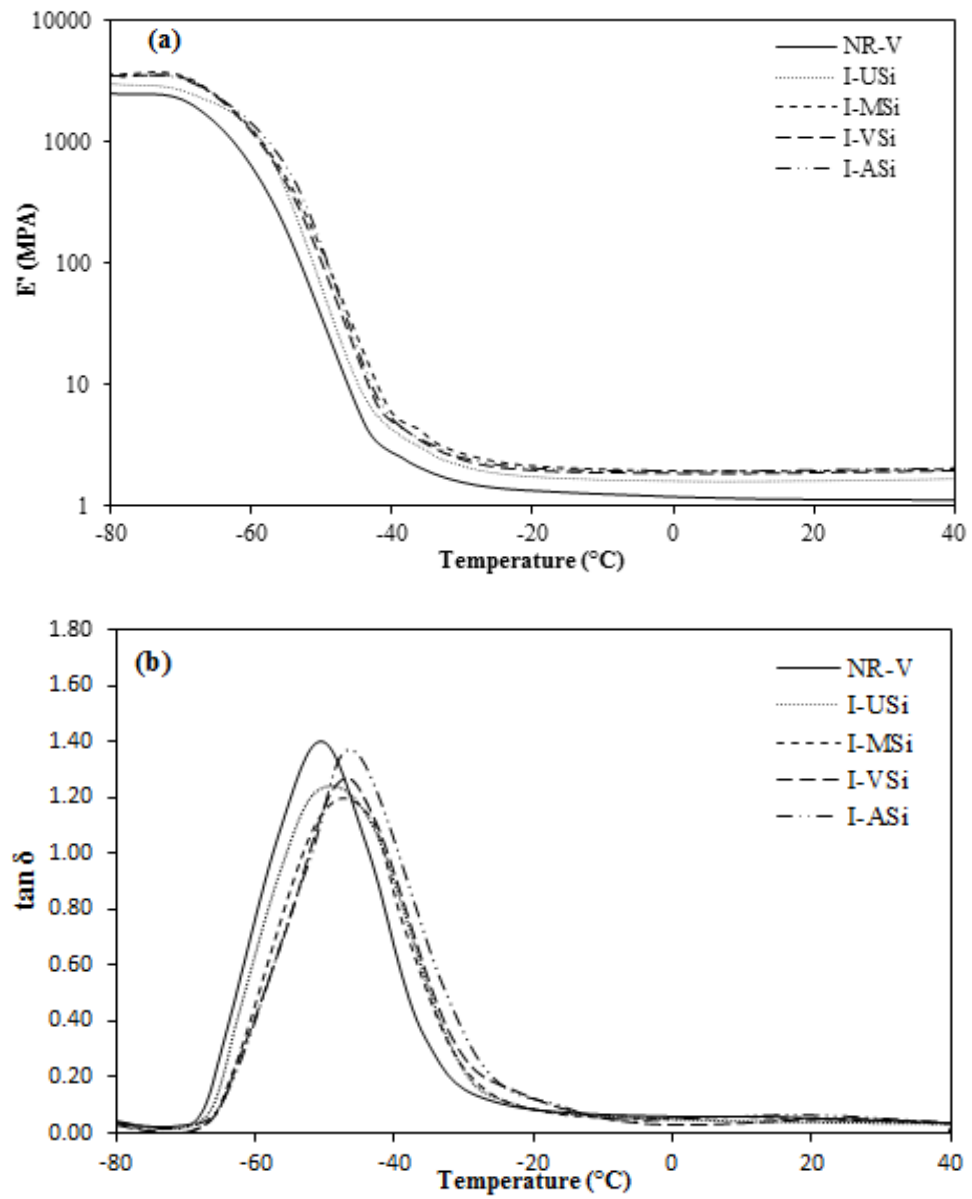 (a)
NR-V
I-USi
I-MSi
I-VSi
I-ASi
10000
1000
100
10
1
E' (MPA)
-80
-60
-40
-20
0
20
40
Temperature (°C)
(b)
NR-V
I-USi
I-MSi
I-VSi
I-ASi
1.80
1.60
1.40
1.20
1.00
0.80
0.60
0.40
0.20
0.00
tan δ
-80
-60
-40
-20
0
20
40
Temperature (°C)